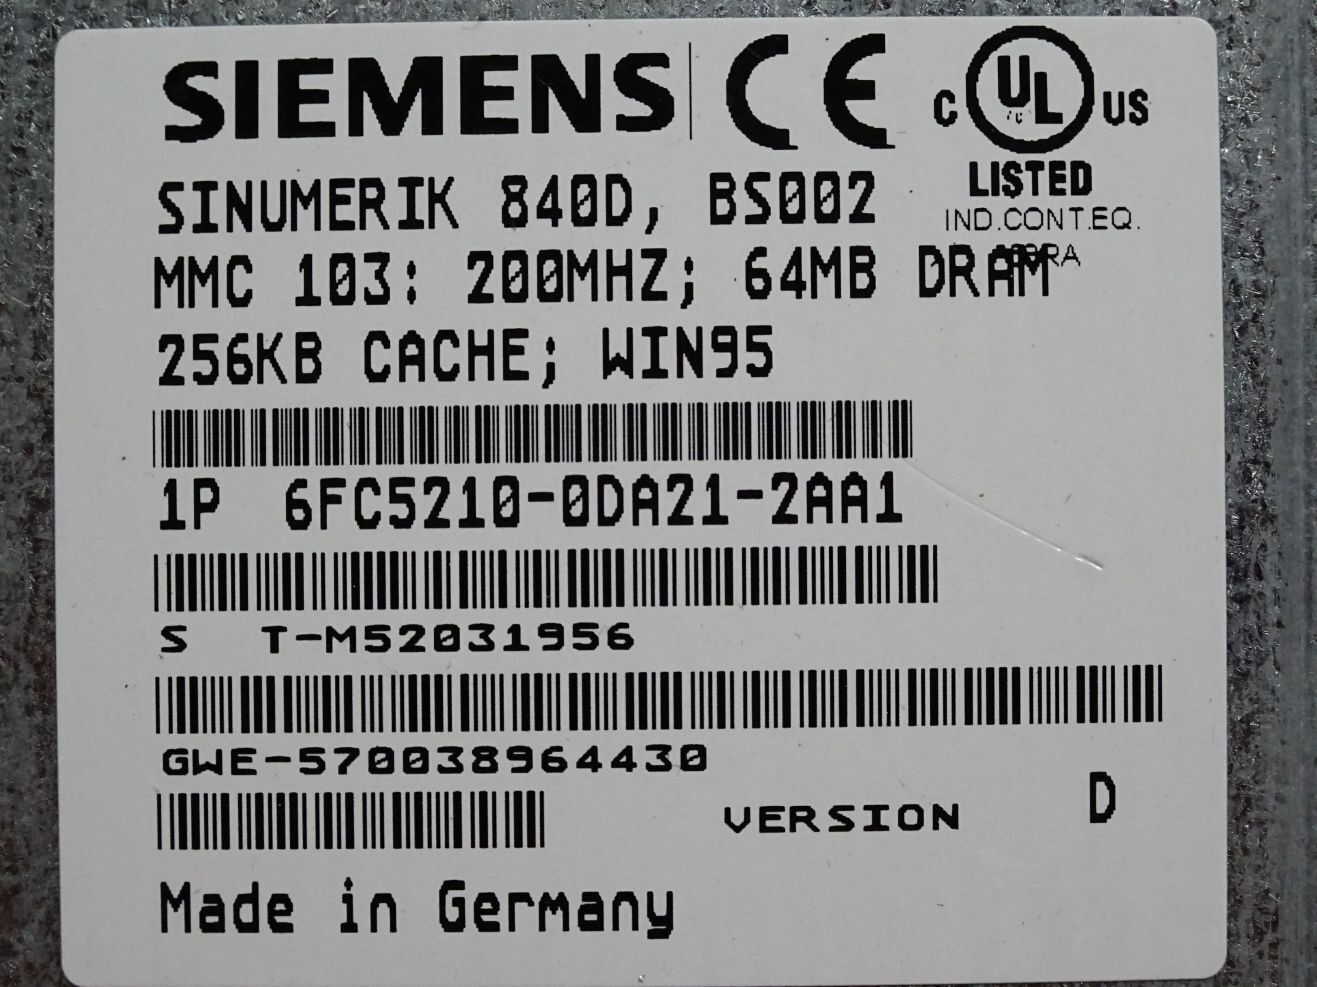 SIEMENS CE
C UL US
LISTED
IND.CONT.EQ.
SINUMERIK 840D, BS002
MMC 103: 200MHZ; 64MB DRAM
256KB CACHE; WIN95
1P 6FC5210-0DA21-2AA1
S T-M52031956
GWE-570038964430
VERSION D
Made in Germany